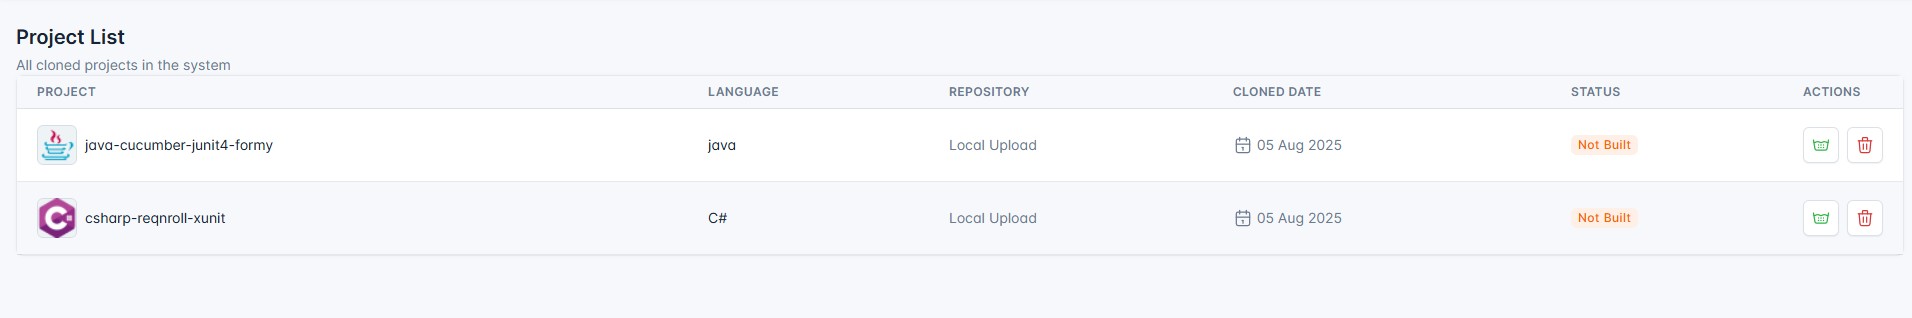 Project List
All cloned projects in the system
PROJECT LANGUAGE REPOSITORY CLONED DATE STATUS ACTIONS
java-cucumber-junit4-formy java Local Upload 05 Aug 2025 Not Built
csharp-reqnroll-xunit C# Local Upload 05 Aug 2025 Not Built